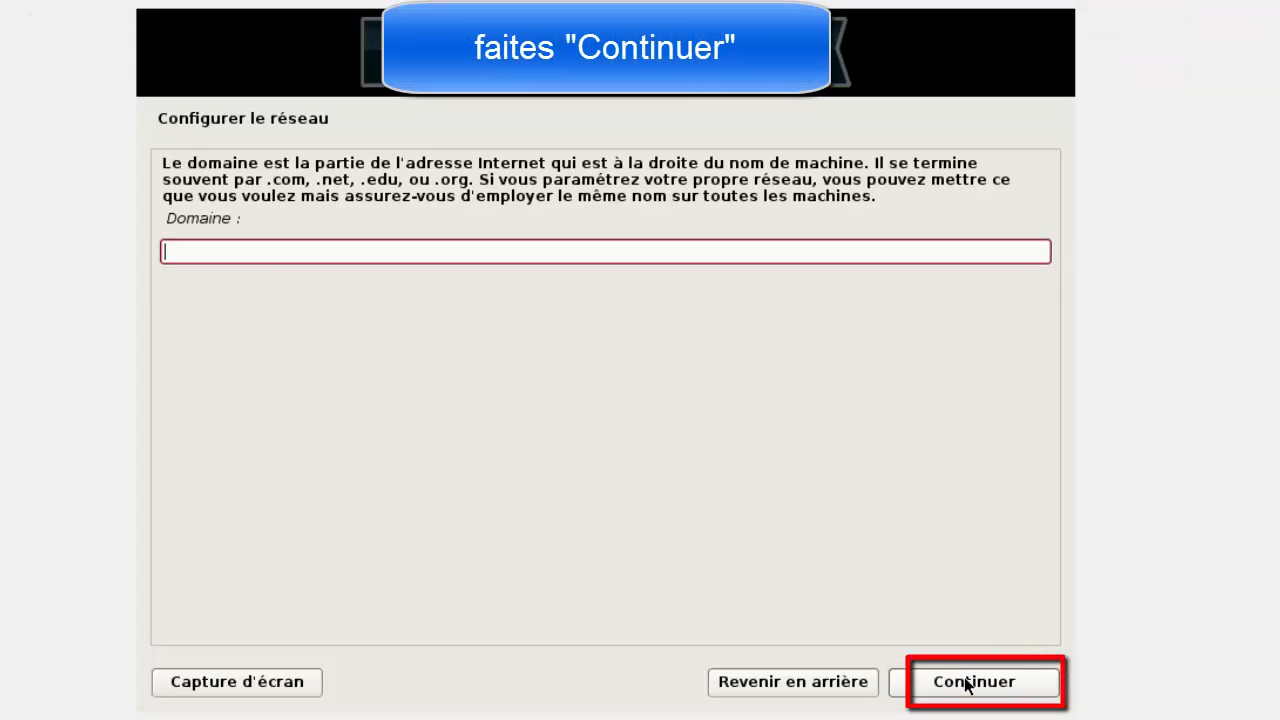 faites "Continuer"
Configurer le réseau
Le domaine est la partie de l'adresse Internet qui est à la droite du nom de machine. Il se termine
souvent par .com, .net, .edu, ou .org. Si vous paramétrez votre propre réseau, vous pouvez mettre ce
que vous voulez mais assurez-vous d'employer le même nom sur toutes les machines.
Domaine :
Capture d'écran
Revenir en arrière
Continuer